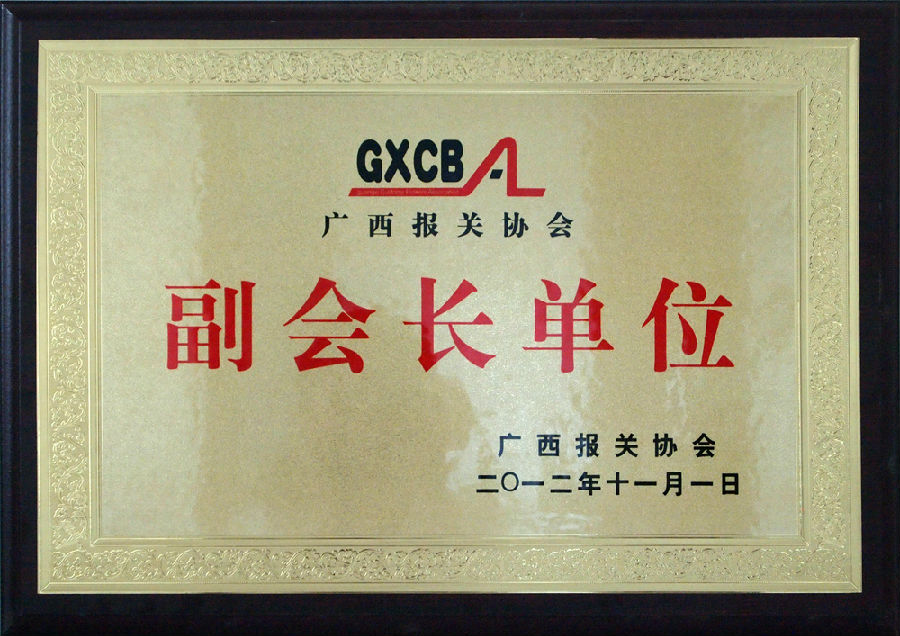 GXCBA
广西报关协会
副会长单位
广西报关协会
二〇一二年十一月一日